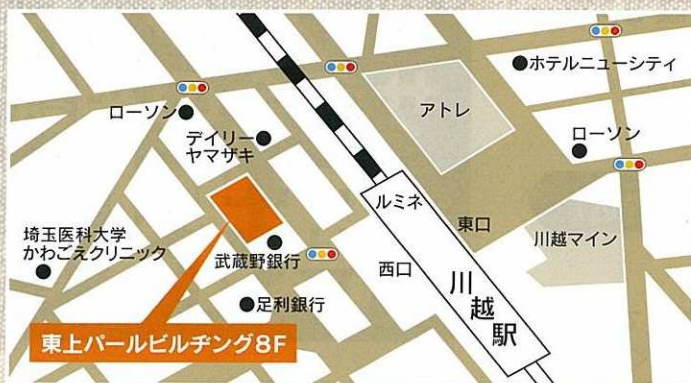 ホテルニューシティ
アトレ
ローソン
ローソン
デイリー
ヤマザキ
ルミネ
東口
川越マイン
埼玉医科大学
かわごえクリニック
武蔵野銀行
西口
川越駅
足利銀行
東上パールビルヂング8F